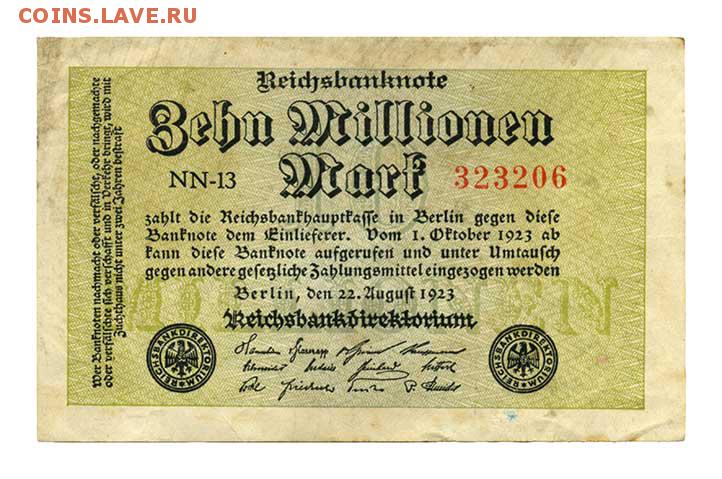 COINS.LAVE.RU
Reichsbanknote
Zehn Millionen
Mark
NN-13
323206
zahlt die Reichsbankhauptkasse in Berlin gegen diese
Banknote dem Einlieferer. Vom 1. Oktober 1923 ab
kann diese Banknote aufgerufen und unter Umtausch
gegen andere gesetzliche Zahlungsmittel eingezogen werden
Berlin, den 22. August 1923
Reichsbankdirektorium
REICHSBANKDIREKTORIUM
REICHSBANKDIREKTORIUM
Wer Banknoten nachmacht oder verfälscht, oder nachgemachte
oder verfälschte sich verschafft und in Verkehr bringt, wird mit
Zuchthaus nicht unter zwei Jahren bestraft